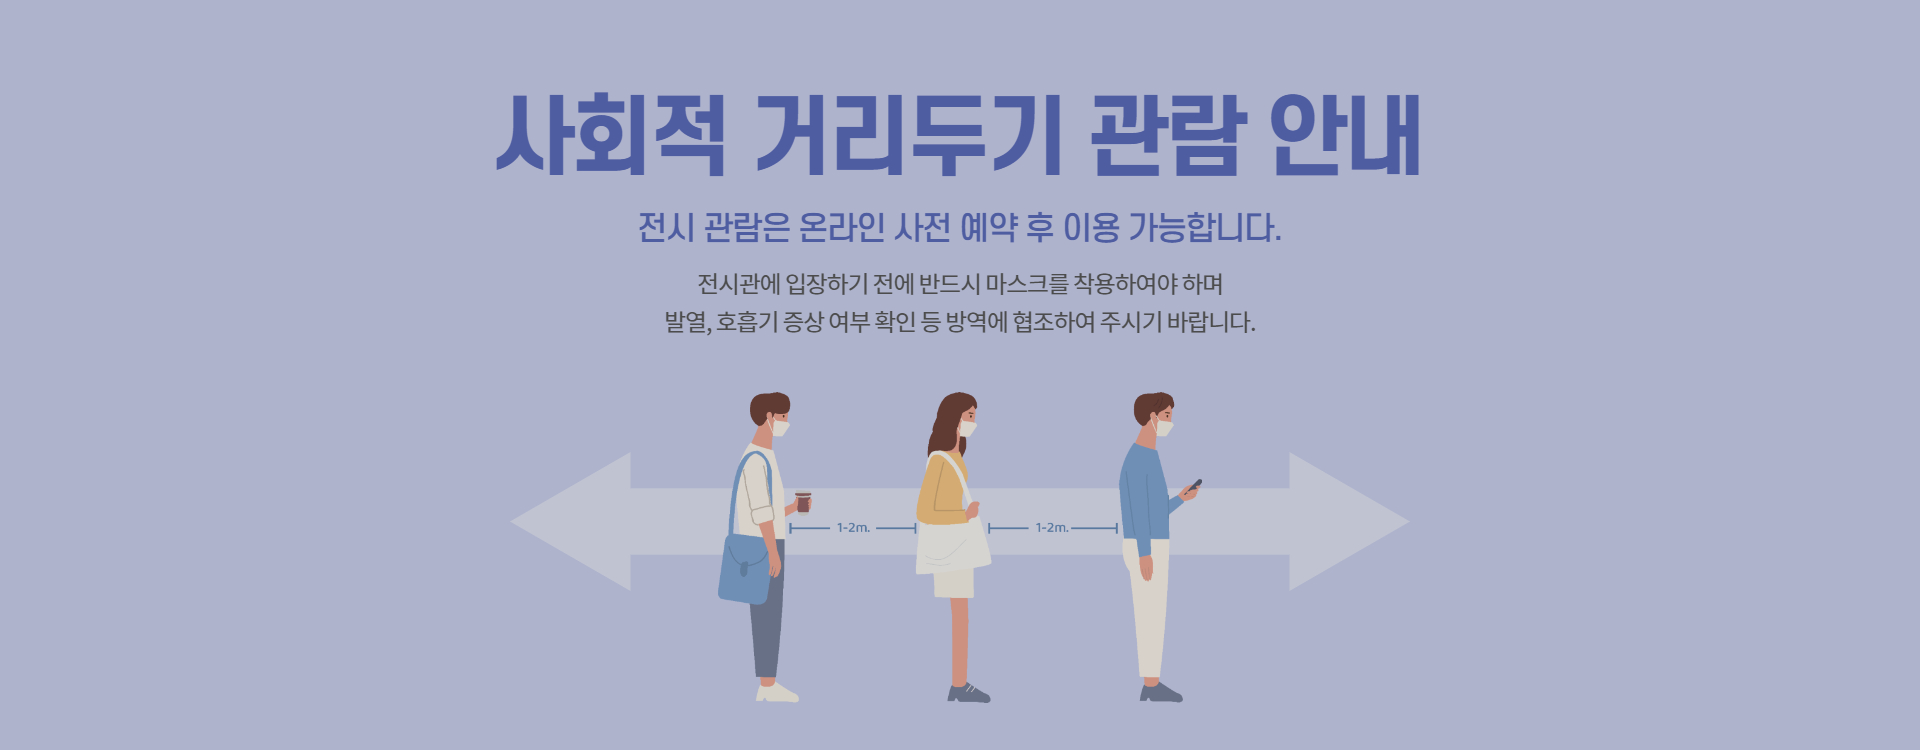 사회적 거리두기 관람 안내
전시 관람은 온라인 사전 예약 후 이용 가능합니다.
전시관에 입장하기 전에 반드시 마스크를 착용하여야 하며
발열, 호흡기 증상 여부 확인 등 방역에 협조하여 주시기 바랍니다.
1-2m. 1-2m.